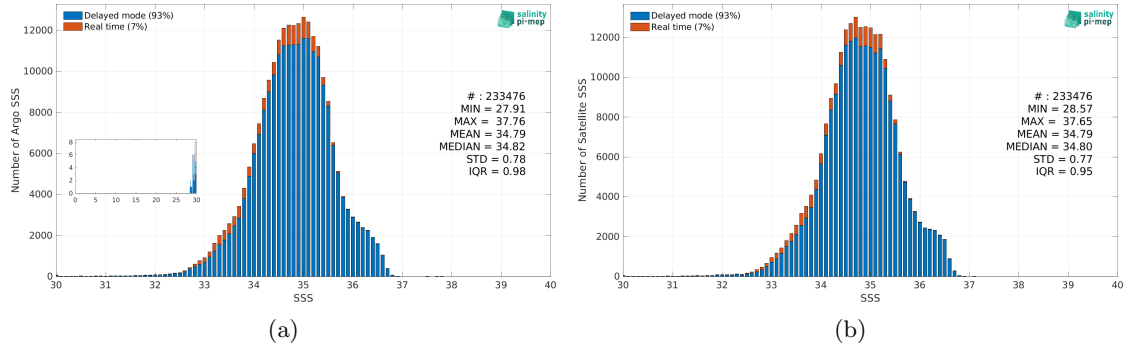 Delayed mode (93%)
Real time (7%)
salinity
pi-mep
12000
10000
8000
6000
4000
2000
0
Number of Argo SSS
# : 233476
MIN = 27.91
MAX = 37.76
MEAN = 34.79
MEDIAN = 34.82
STD = 0.78
IQR = 0.98
8
6
4
2
0
0 5 10 15 20 25 30
30 31 32 33 34 35 36 37 38 39 40
SSS
(a)
Delayed mode (93%)
Real time (7%)
salinity
pi-mep
12000
10000
8000
6000
4000
2000
0
Number of Satellite SSS
# : 233476
MIN = 28.57
MAX = 37.65
MEAN = 34.79
MEDIAN = 34.80
STD = 0.77
IQR = 0.95
30 31 32 33 34 35 36 37 38 39 40
SSS
(b)